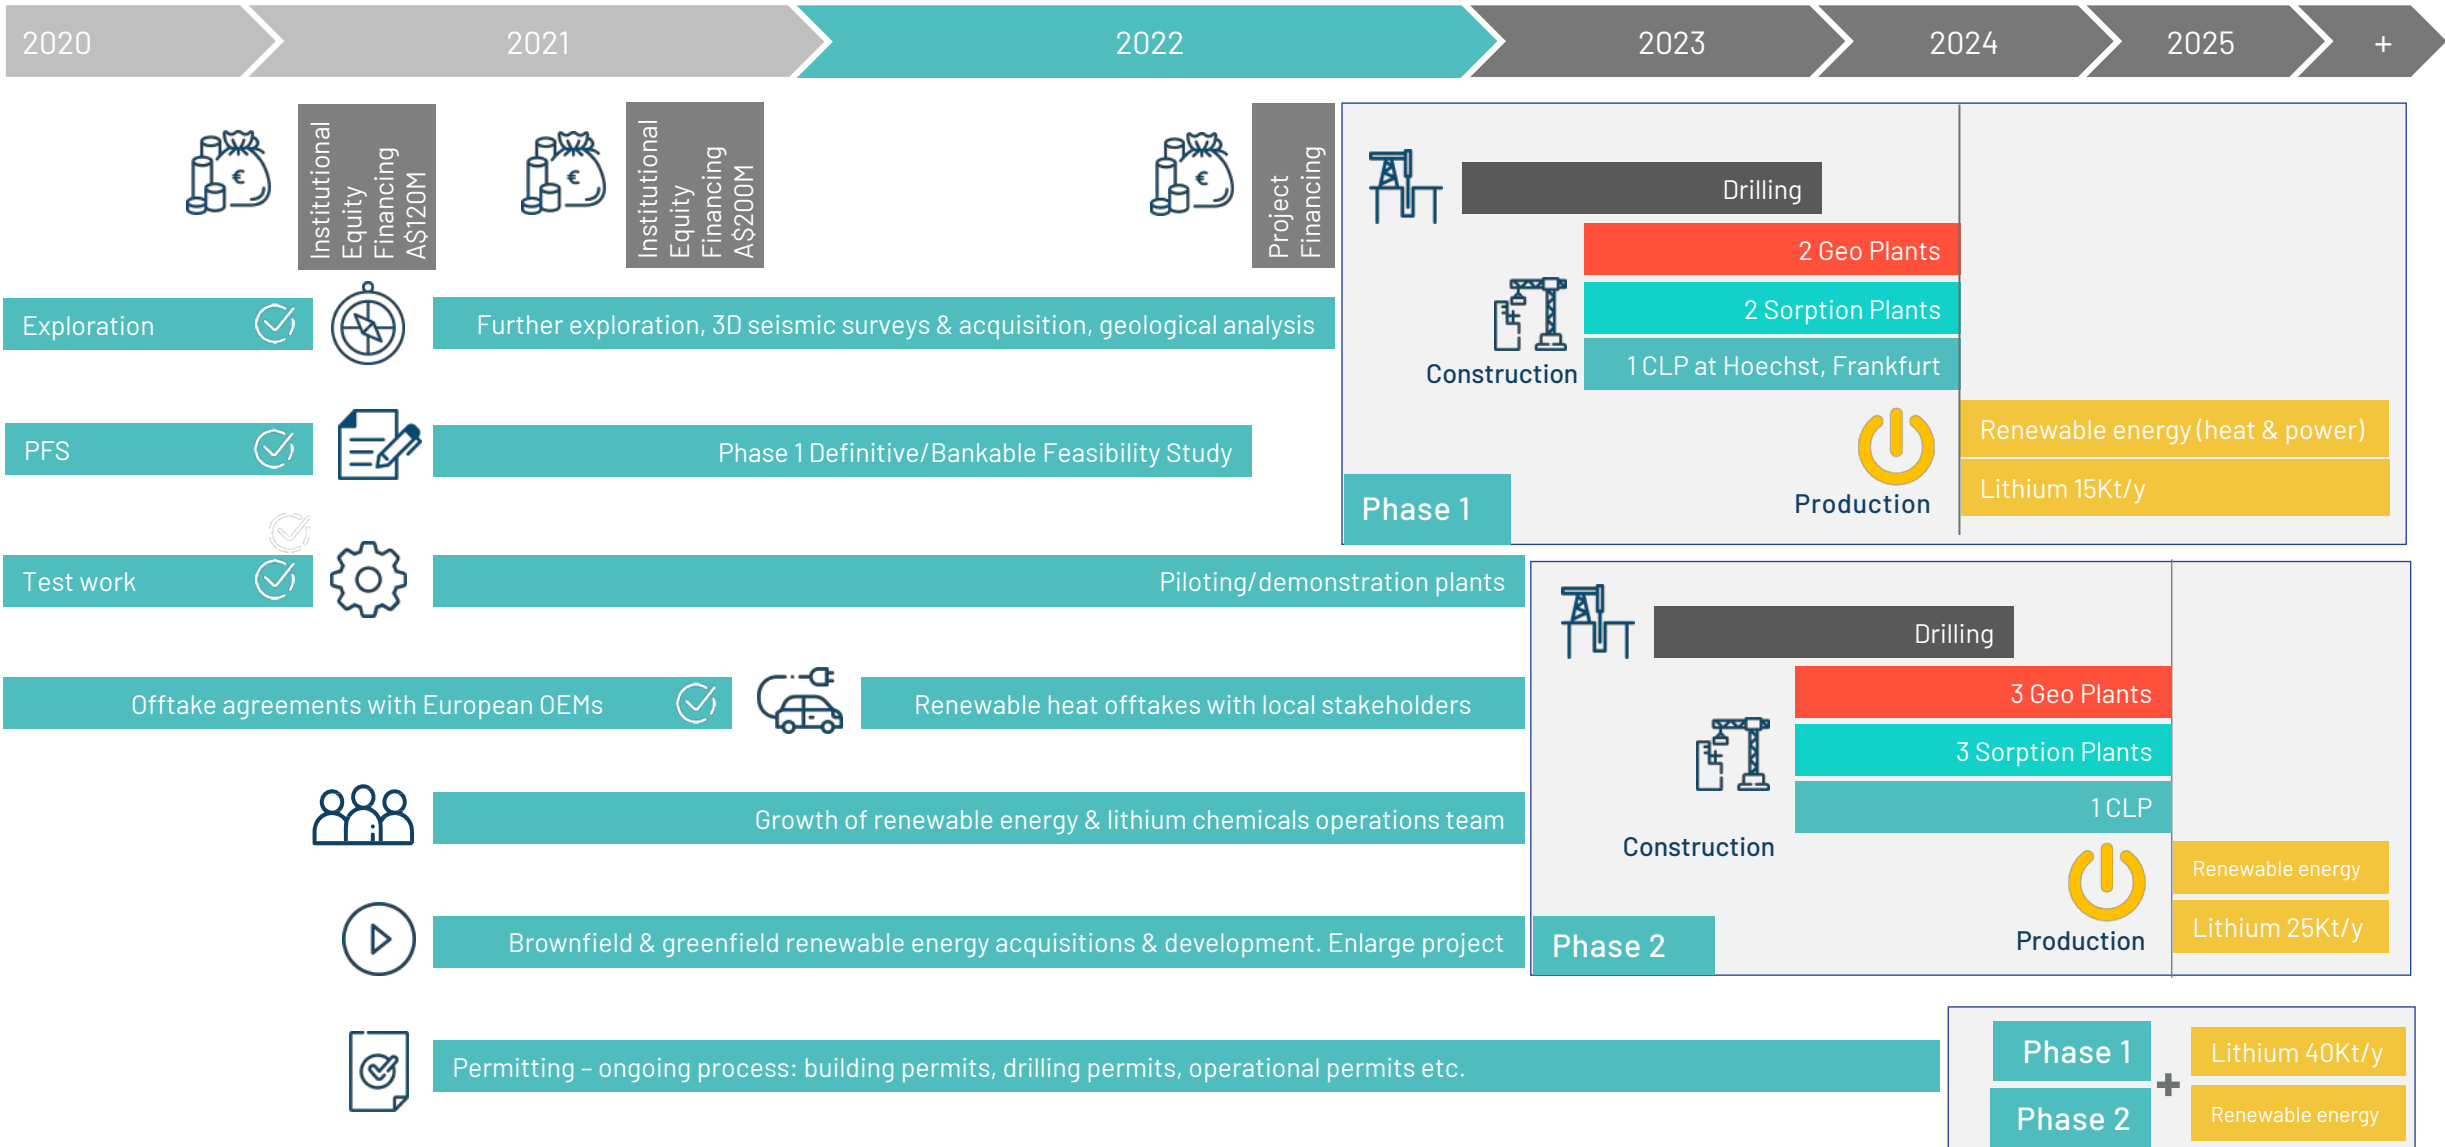 2020
2021
2022
2023
2024
2025
+
Institutional
Equity
Financing
A$120M
Institutional
Equity
Financing
A$200M
Project
Financing
€
€
€
Exploration
Further exploration, 3D seismic surveys & acquisition, geological analysis
PFS
Phase 1 Definitive/Bankable Feasibility Study
Test work
Piloting/demonstration plants
Offtake agreements with European OEMs
Renewable heat offtakes with local stakeholders
Growth of renewable energy & lithium chemicals operations team
Brownfield & greenfield renewable energy acquisitions & development. Enlarge project
Permitting – ongoing process: building permits, drilling permits, operational permits etc.
Drilling
2 Geo Plants
2 Sorption Plants
1 CLP at Hoechst, Frankfurt
Construction
Renewable energy (heat & power)
Lithium 15Kt/y
Production
Phase 1
Drilling
3 Geo Plants
3 Sorption Plants
1 CLP
Construction
Renewable energy
Lithium 25Kt/y
Production
Phase 2
Phase 1
Phase 2
+
Lithium 40Kt/y
Renewable energy